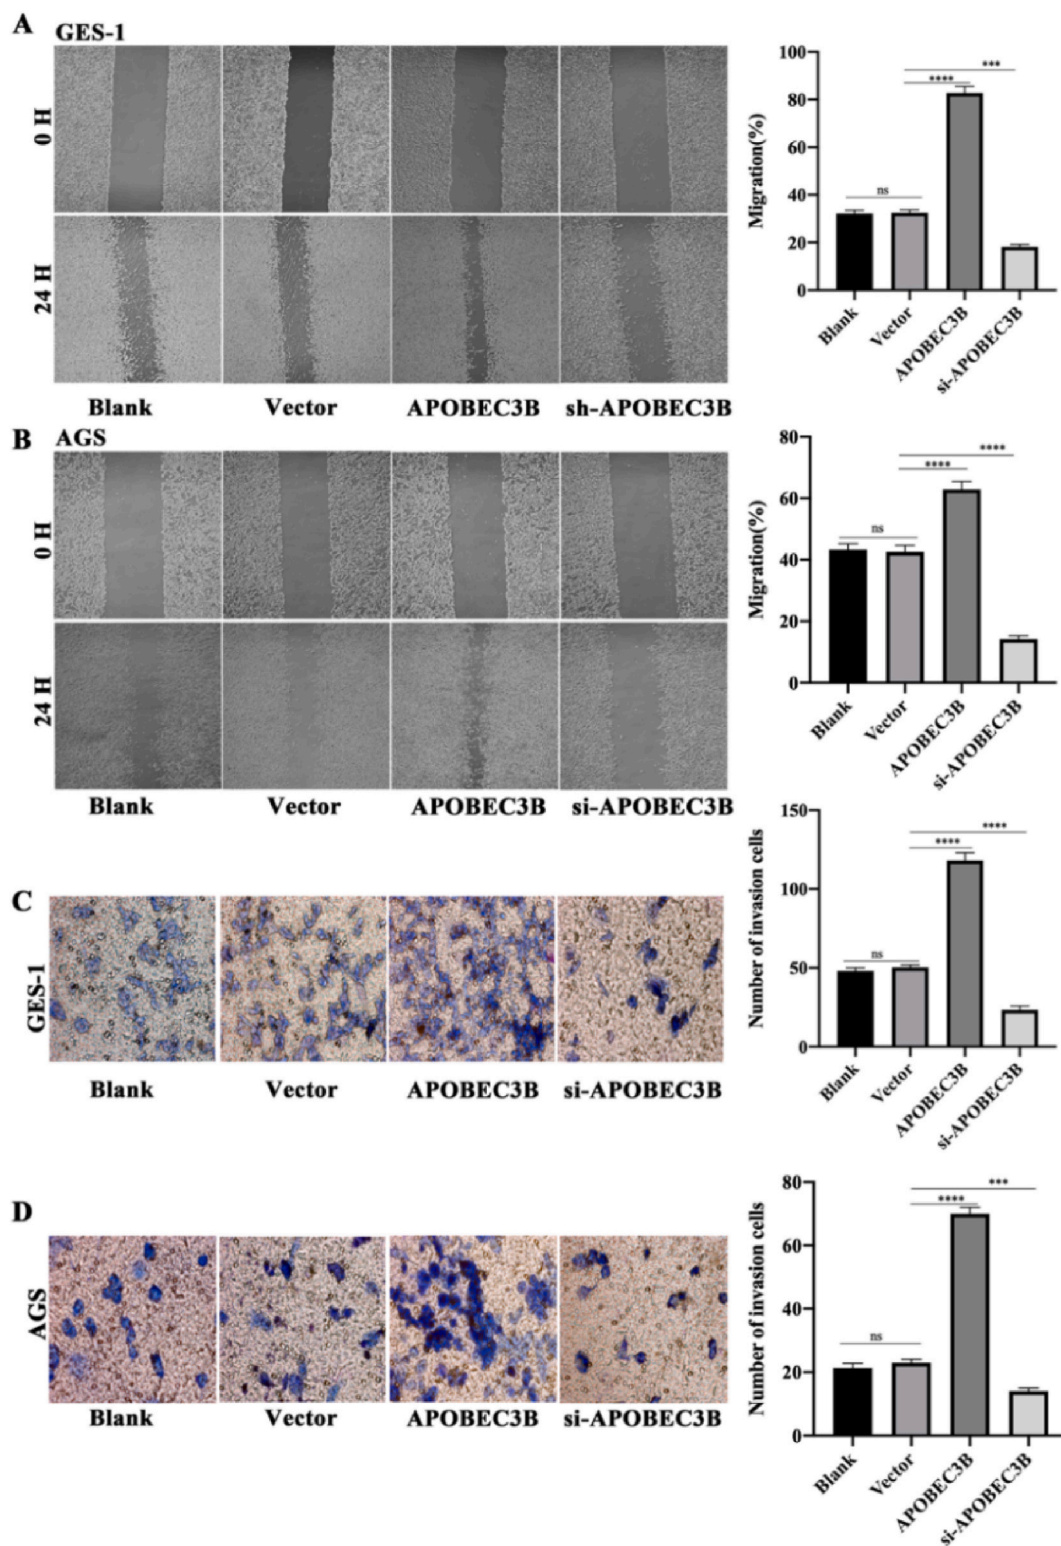 A
GES-1
0 H
24 H
Blank
Vector
APOBEC3B
sh-APOBEC3B
Migration(%)
100
80
60
40
20
0
ns
****
***
Blank
Vector
APOBEC3B
si-APOBEC3B
B
AGS
0 H
24 H
Blank
Vector
APOBEC3B
si-APOBEC3B
Migration(%)
80
60
40
20
0
ns
****
****
Blank
Vector
APOBEC3B
si-APOBEC3B
C
GES-1
Blank
Vector
APOBEC3B
si-APOBEC3B
Number of invasion cells
150
100
50
0
ns
****
****
Blank
Vector
APOBEC3B
si-APOBEC3B
D
AGS
Blank
Vector
APOBEC3B
si-APOBEC3B
Number of invasion cells
80
60
40
20
0
ns
****
***
Blank
Vector
APOBEC3B
si-APOBEC3B